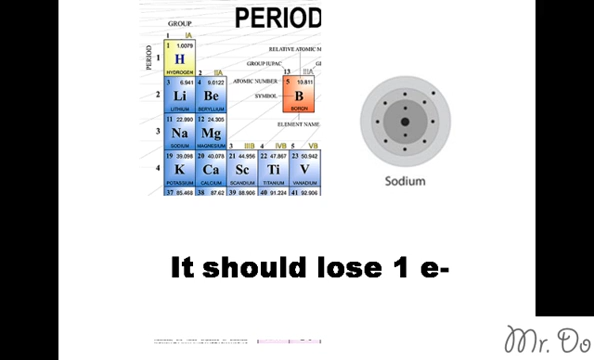 PERIOD
GROUP
1 IA
PERIOD
1 1.0079
H
HYDROGEN
1
2 IIA
RELATIVE ATOMIC M
GROUP IUPAC
13 IIIA
ATOMIC NUMBER
5 10.811
SYMBOL
B
BORON
ELEMENT NAME
2
3 6.941
Li
LITHIUM
4 9.0122
Be
BERYLLIUM
3
11 22.990
Na
SODIUM
12 24.305
Mg
MAGNESIUM
3 IIIB
4 IVB
5 VB
4
19 39.098
K
POTASSIUM
20 40.078
Ca
CALCIUM
21 44.956
Sc
SCANDIUM
22 47.867
Ti
TITANIUM
23 50.942
V
VANADIUM
37 85.468
38 87.62
39 88.906
40 91.224
41 92.906
Sodium
It should lose 1 e-
Mr. Do